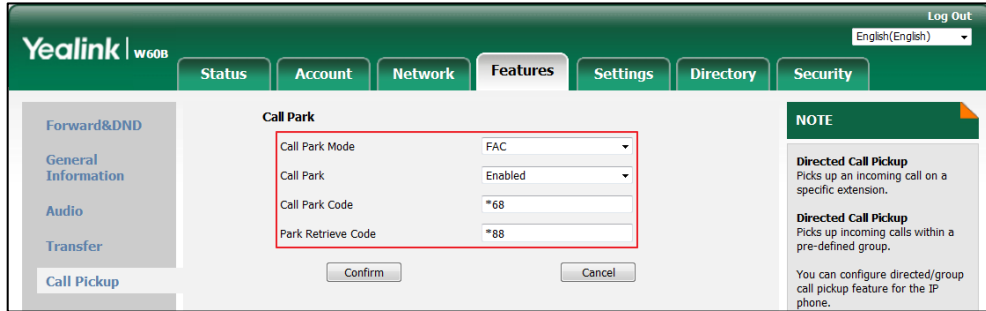 Log Out
Yealink | W60B
English(English)
Status Account Network Features Settings Directory Security
Forward&DND
General
Information
Audio
Transfer
Call Pickup
Call Park
Call Park Mode FAC
Call Park Enabled
Call Park Code *68
Park Retrieve Code *88
Confirm Cancel
NOTE
Directed Call Pickup
Picks up an incoming call on a
specific extension.
Directed Call Pickup
Picks up incoming calls within a
pre-defined group.
You can configure directed/group
call pickup feature for the IP
phone.